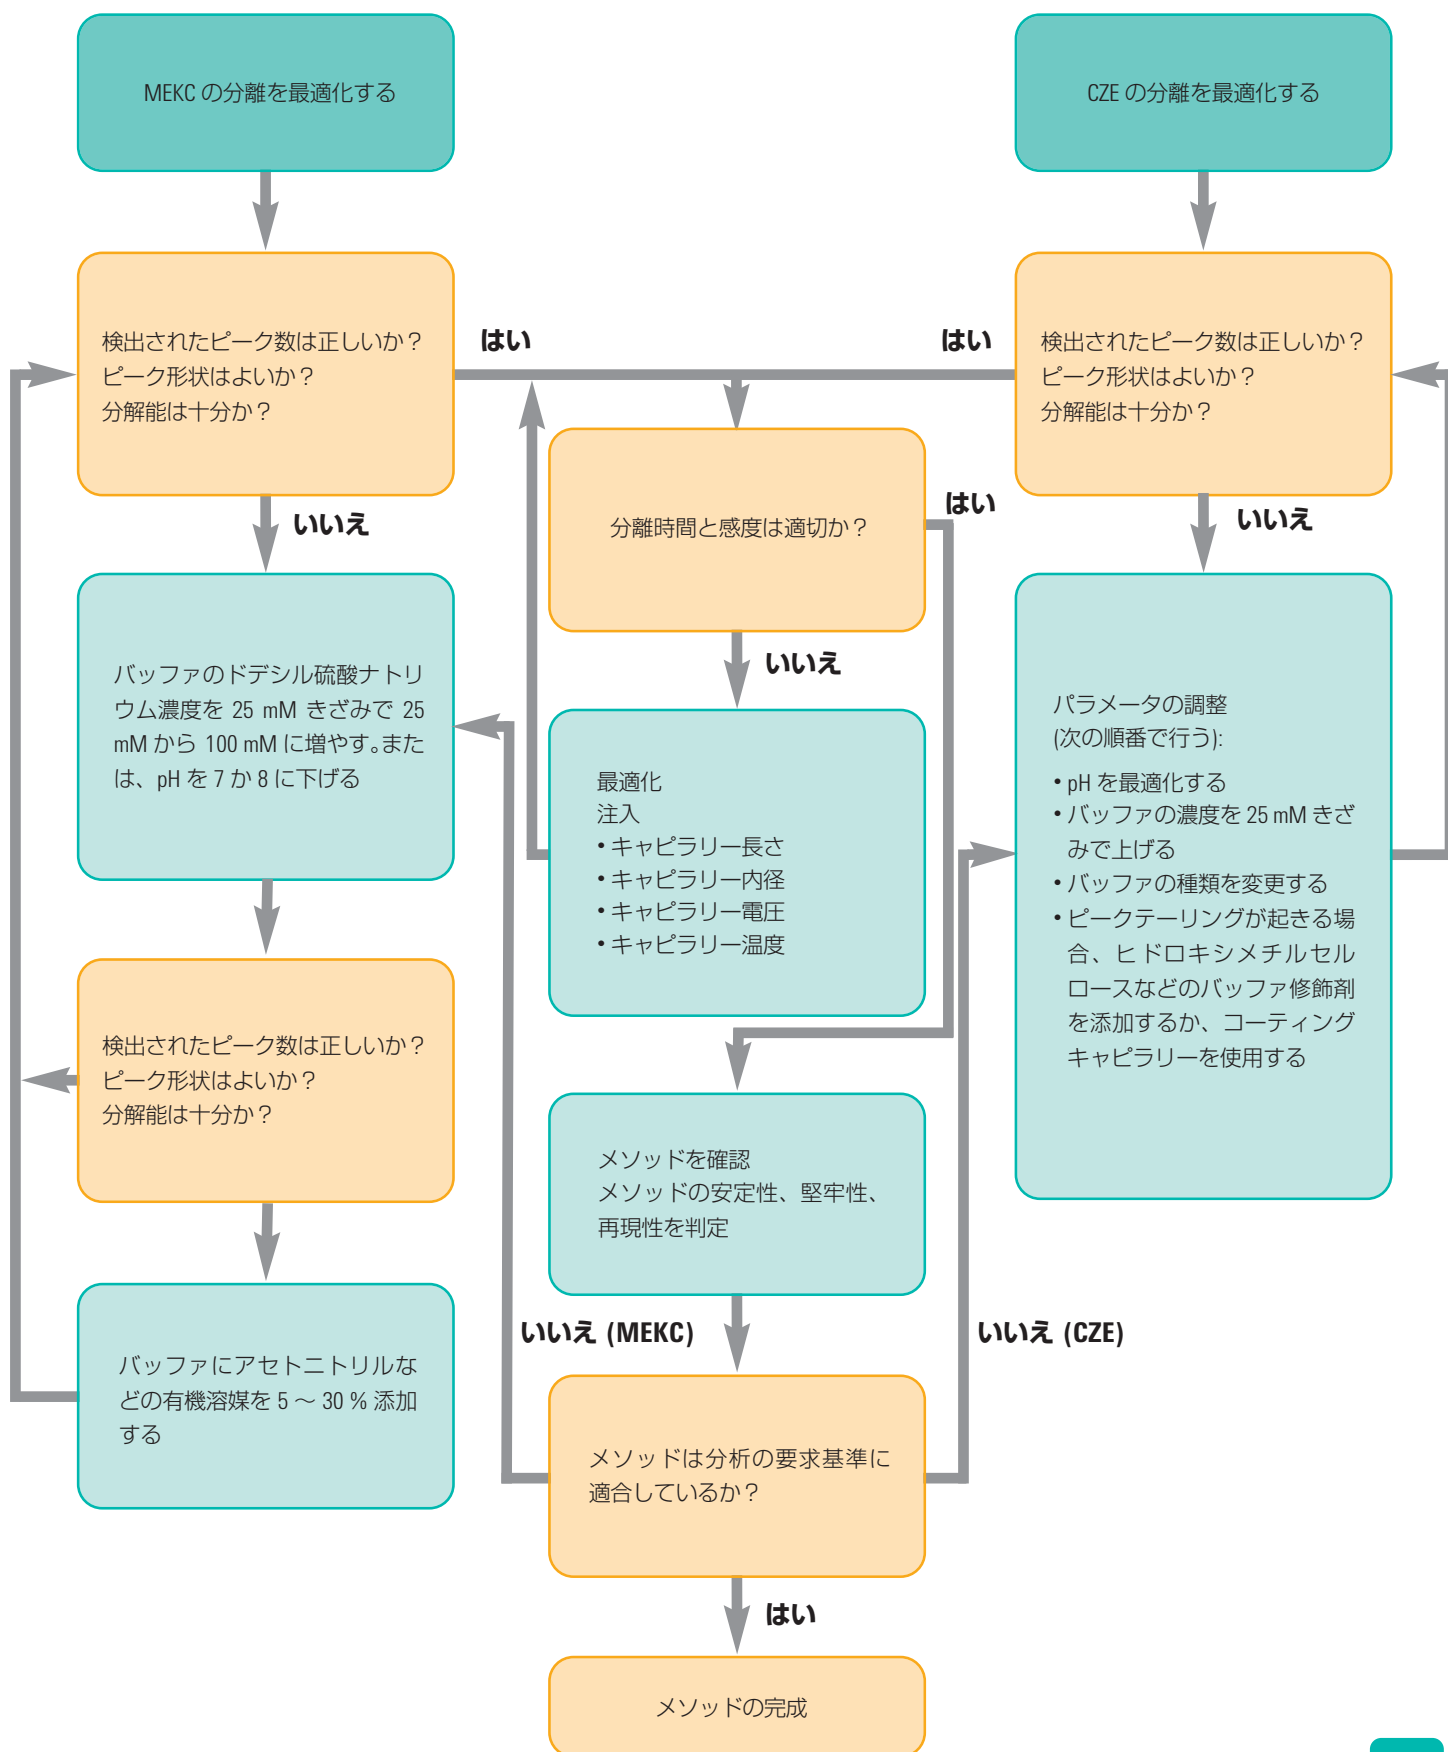 MEKC の分離を最適化する
CZE の分離を最適化する
検出されたピーク数は正しいか？
ピーク形状はよいか？
分解能は十分か？
はい
はい
検出されたピーク数は正しいか？
ピーク形状はよいか？
分解能は十分か？
いいえ
分離時間と感度は適切か？
はい
いいえ
いいえ
バッファのドデシル硫酸ナトリ
ウム濃度を 25 mM きざみで 25
mM から 100 mM に増やす。また
は、pH を 7 か 8 に下げる
最適化
注入
• キャピラリー長さ
• キャピラリー内径
• キャピラリー電圧
• キャピラリー温度
パラメータの調整
(次の順番で行う):
• pH を最適化する
• バッファの濃度を 25 mM きざ
みで上げる
• バッファの種類を変更する
• ピークテーリングが起きる場
合、ヒドロキシメチルセル
ロースなどのバッファ修飾剤
を添加するか、コーティング
キャピラリーを使用する
検出されたピーク数は正しいか？
ピーク形状はよいか？
分解能は十分か？
メソッドを確認
メソッドの安定性、堅牢性、
再現性を判定
いいえ (MEKC)
いいえ (CZE)
バッファにアセトニトリルな
どの有機溶媒を 5 ～ 30 % 添加
する
メソッドは分析の要求基準に
適合しているか？
はい
メソッドの完成